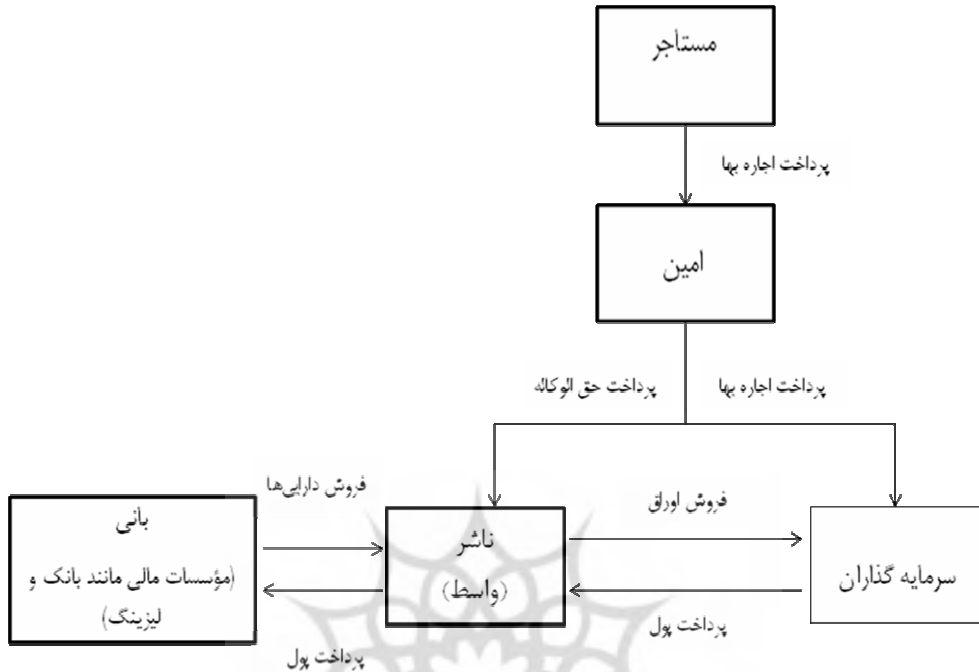 مستاجر
پرداخت اجاره بها
امین
پرداخت اجاره بها
پرداخت حق الوکاله
فروش اوراق
فروش دارایی‌ها
سرمایه گذاران
ناشر
(واسط)
بانی
(مؤسسات مالی مانند بانک و
لیزینگ)
پرداخت پول
پرداخت پول